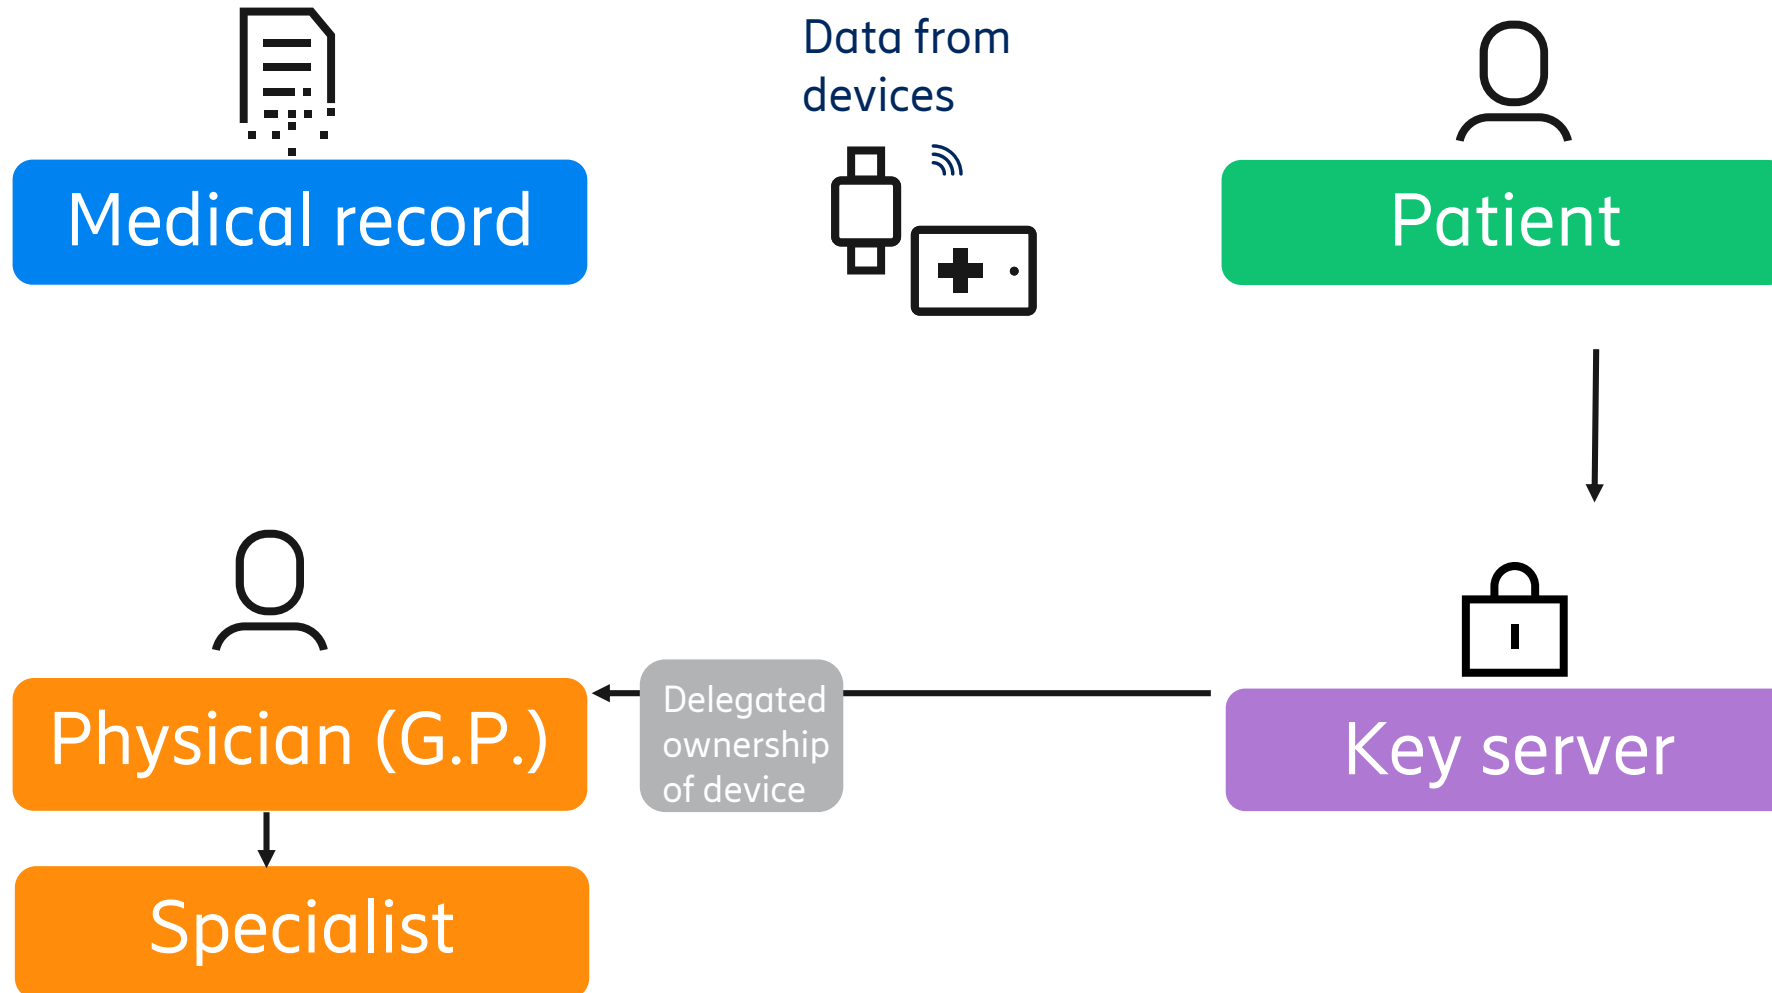 Data from
devices
Medical record
Patient
Physician (G.P.)
Delegated
ownership
of device
Key server
Specialist